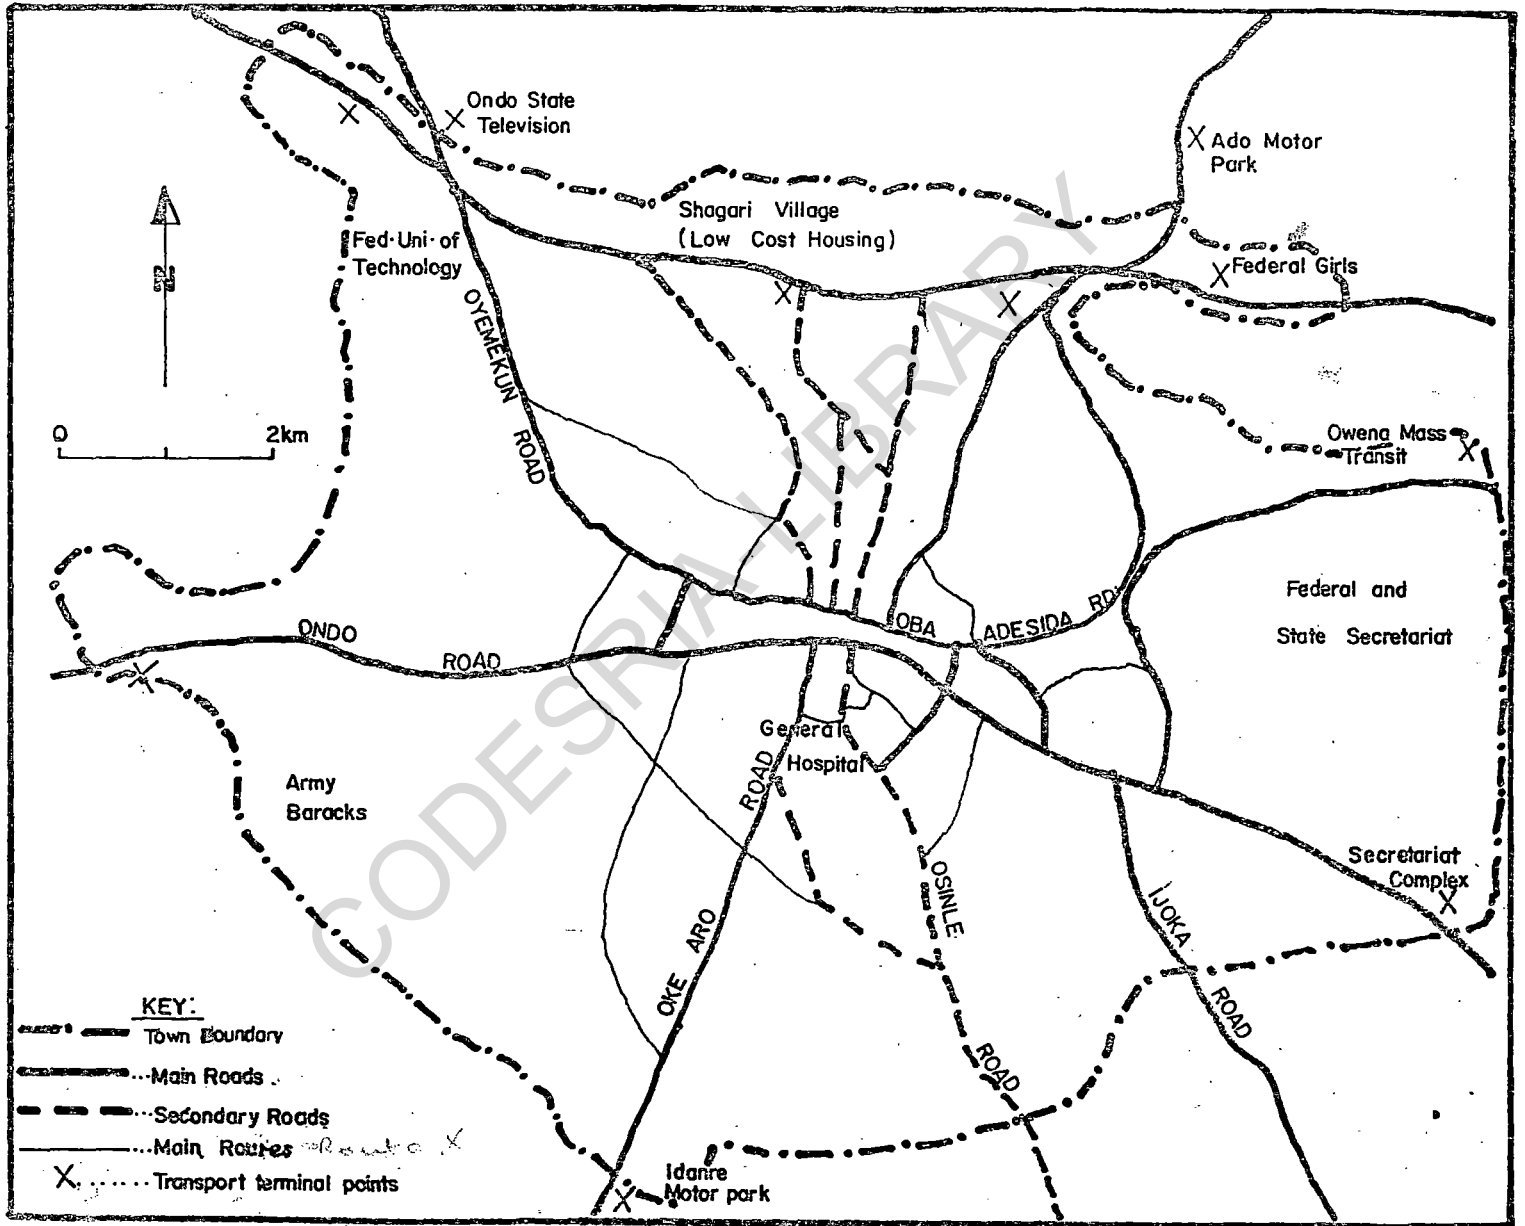 Ondo State
Television
Ado Motor
Park
Shagari Village
(Low Cost Housing)
Fed. Uni. of
Technology
Federal Girls
N
OYEMEKUN
ROAD
0 2km
Owena Mass
Transit
Federal and
State Secretariat
OBA ADESIDA RD.
ONDO ROAD
General
Hospital
Army
Baracks
OKE ARO ROAD
OSINLE
ROAD
IJOKA
ROAD
Secretariat
Complex
Idanre
Motor park
KEY:
Town Boundary
Main Roads
Secondary Roads
Main Routes
X Transport terminal points
CODESRIA-LIBRARY